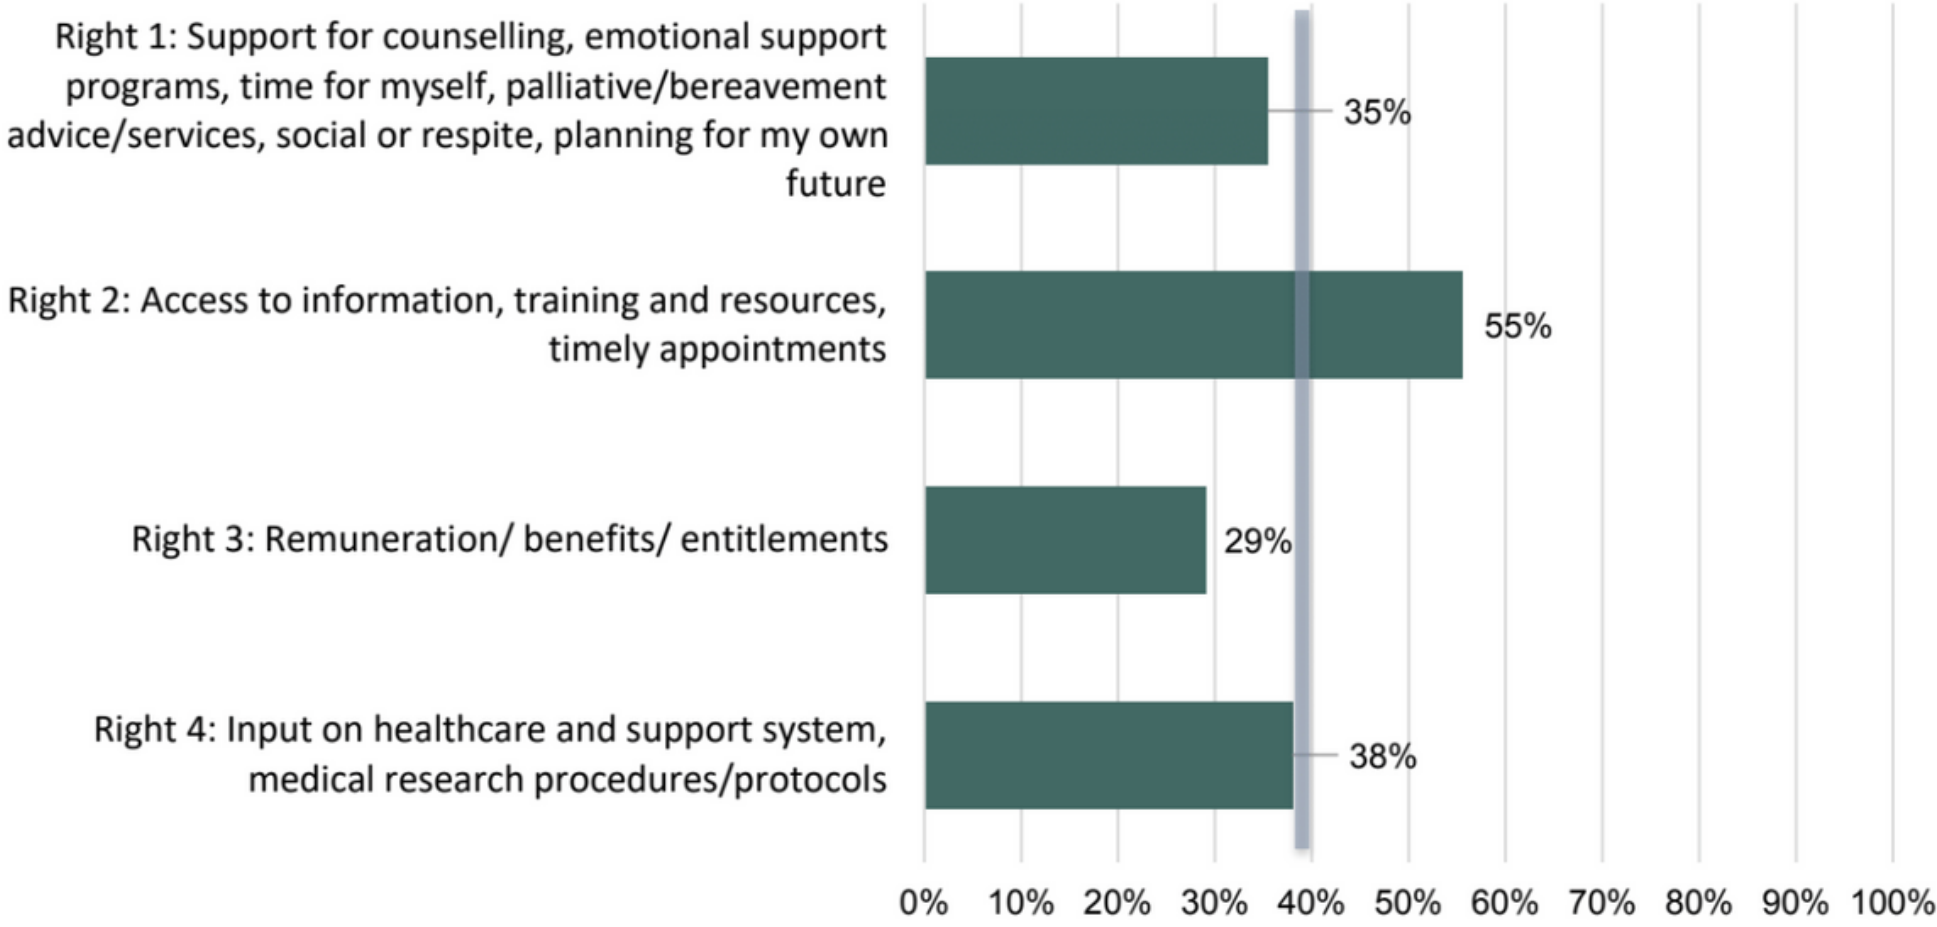 Right 1: Support for counselling, emotional support
programs, time for myself, palliative/bereavement
advice/services, social or respite, planning for my own
future
35%
Right 2: Access to information, training and resources,
timely appointments
55%
Right 3: Remuneration/ benefits/ entitlements
29%
Right 4: Input on healthcare and support system,
medical research procedures/protocols
38%
0% 10% 20% 30% 40% 50% 60% 70% 80% 90% 100%